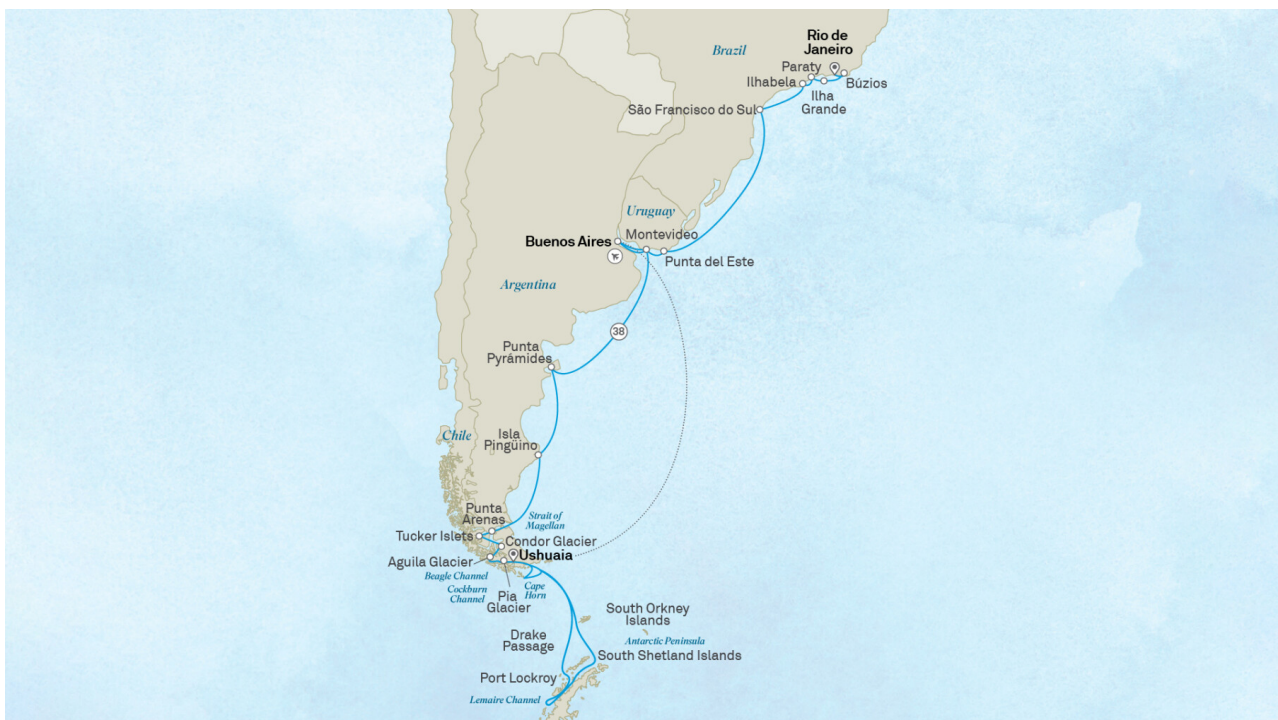 Rio de
Janeiro
Brazil
Paraty
Ilhabela
Búzios
Ilha
Grande
São Francisco do Sul
Uruguay
Montevideo
Buenos Aires
Punta del Este
Argentina
38
Punta
Pyrámides
Chile
Isla
Pingüino
Punta
Arenas
Strait of
Magellan
Tucker Islets
Condor Glacier
Ushuaia
Aguila Glacier
Beagle Channel
Cockburn
Channel
Pia
Glacier
Cape
Horn
South Orkney
Islands
Drake
Passage
Antarctic Peninsula
South Shetland Islands
Port Lockroy
Lemaire Channel